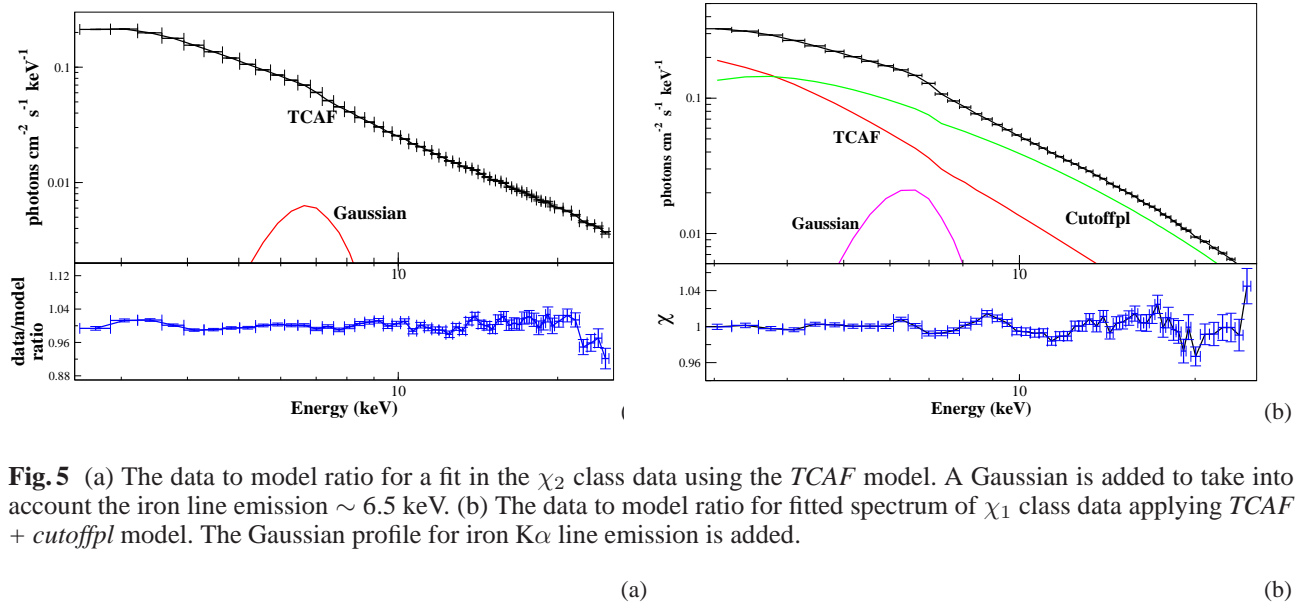 photons cm⁻² s⁻¹ keV⁻¹
0.1
0.01
TCAF
Gaussian
data/model
ratio
1.12
1.04
0.96
0.88
10
10
Energy (keV)
(
photons cm⁻² s⁻¹ keV⁻¹
0.1
0.01
TCAF
Gaussian
Cutoffpl
10
χ
1.04
1
0.96
10
Energy (keV)
(b)
Fig. 5 (a) The data to model ratio for a fit in the χ₂ class data using the TCAF model. A Gaussian is added to take into
account the iron line emission ∼ 6.5 keV. (b) The data to model ratio for fitted spectrum of χ₁ class data applying TCAF
+ cutoffpl model. The Gaussian profile for iron Kα line emission is added.
(a)
(b)